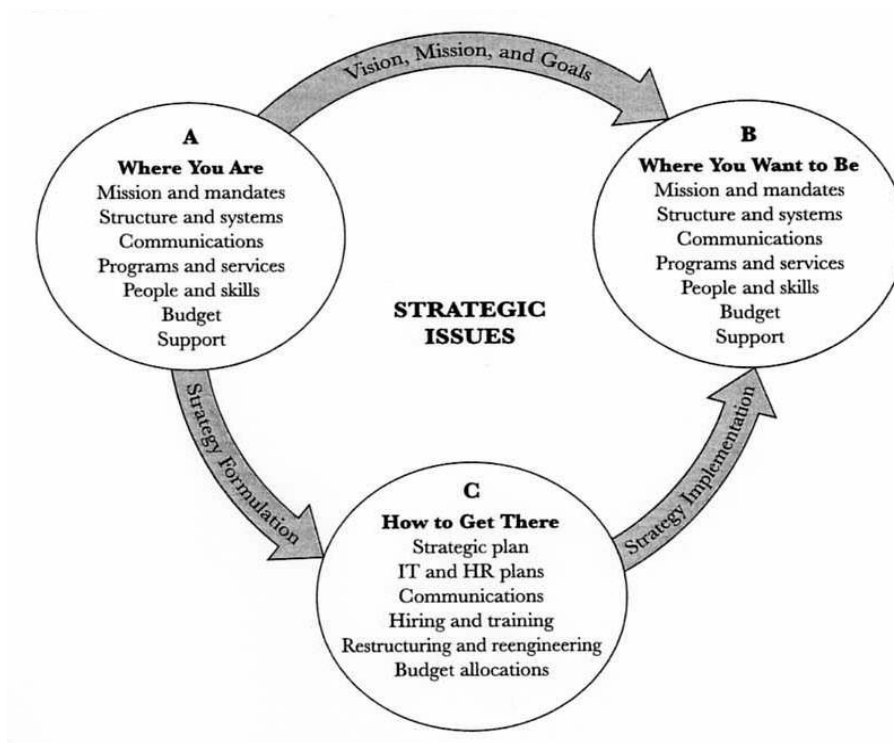 Vision, Mission, and Goals
A
Where You Are
Mission and mandates
Structure and systems
Communications
Programs and services
People and skills
Budget
Support
B
Where You Want to Be
Mission and mandates
Structure and systems
Communications
Programs and services
People and skills
Budget
Support
STRATEGIC
ISSUES
Strategy Formulation
C
How to Get There
Strategic plan
IT and HR plans
Communications
Hiring and training
Restructuring and reengineering
Budget allocations
Strategy Implementation